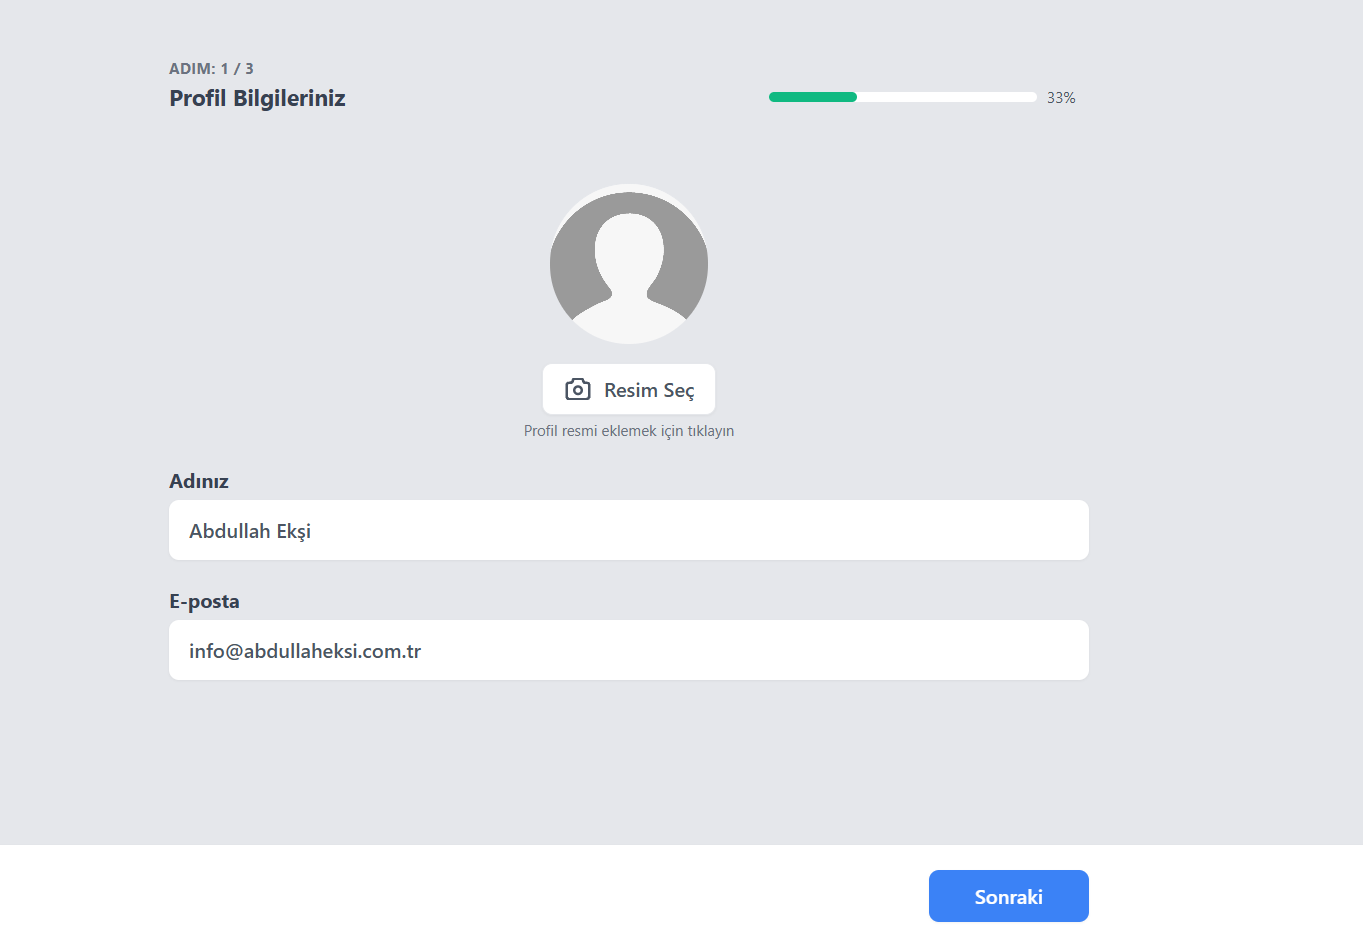 ADIM: 1 / 3
Profil Bilgileriniz
33%
Resim Seç
Profil resmi eklemek için tıklayın
Adınız
Abdullah Ekşi
E-posta
info@abdullaheksi.com.tr
Sonraki